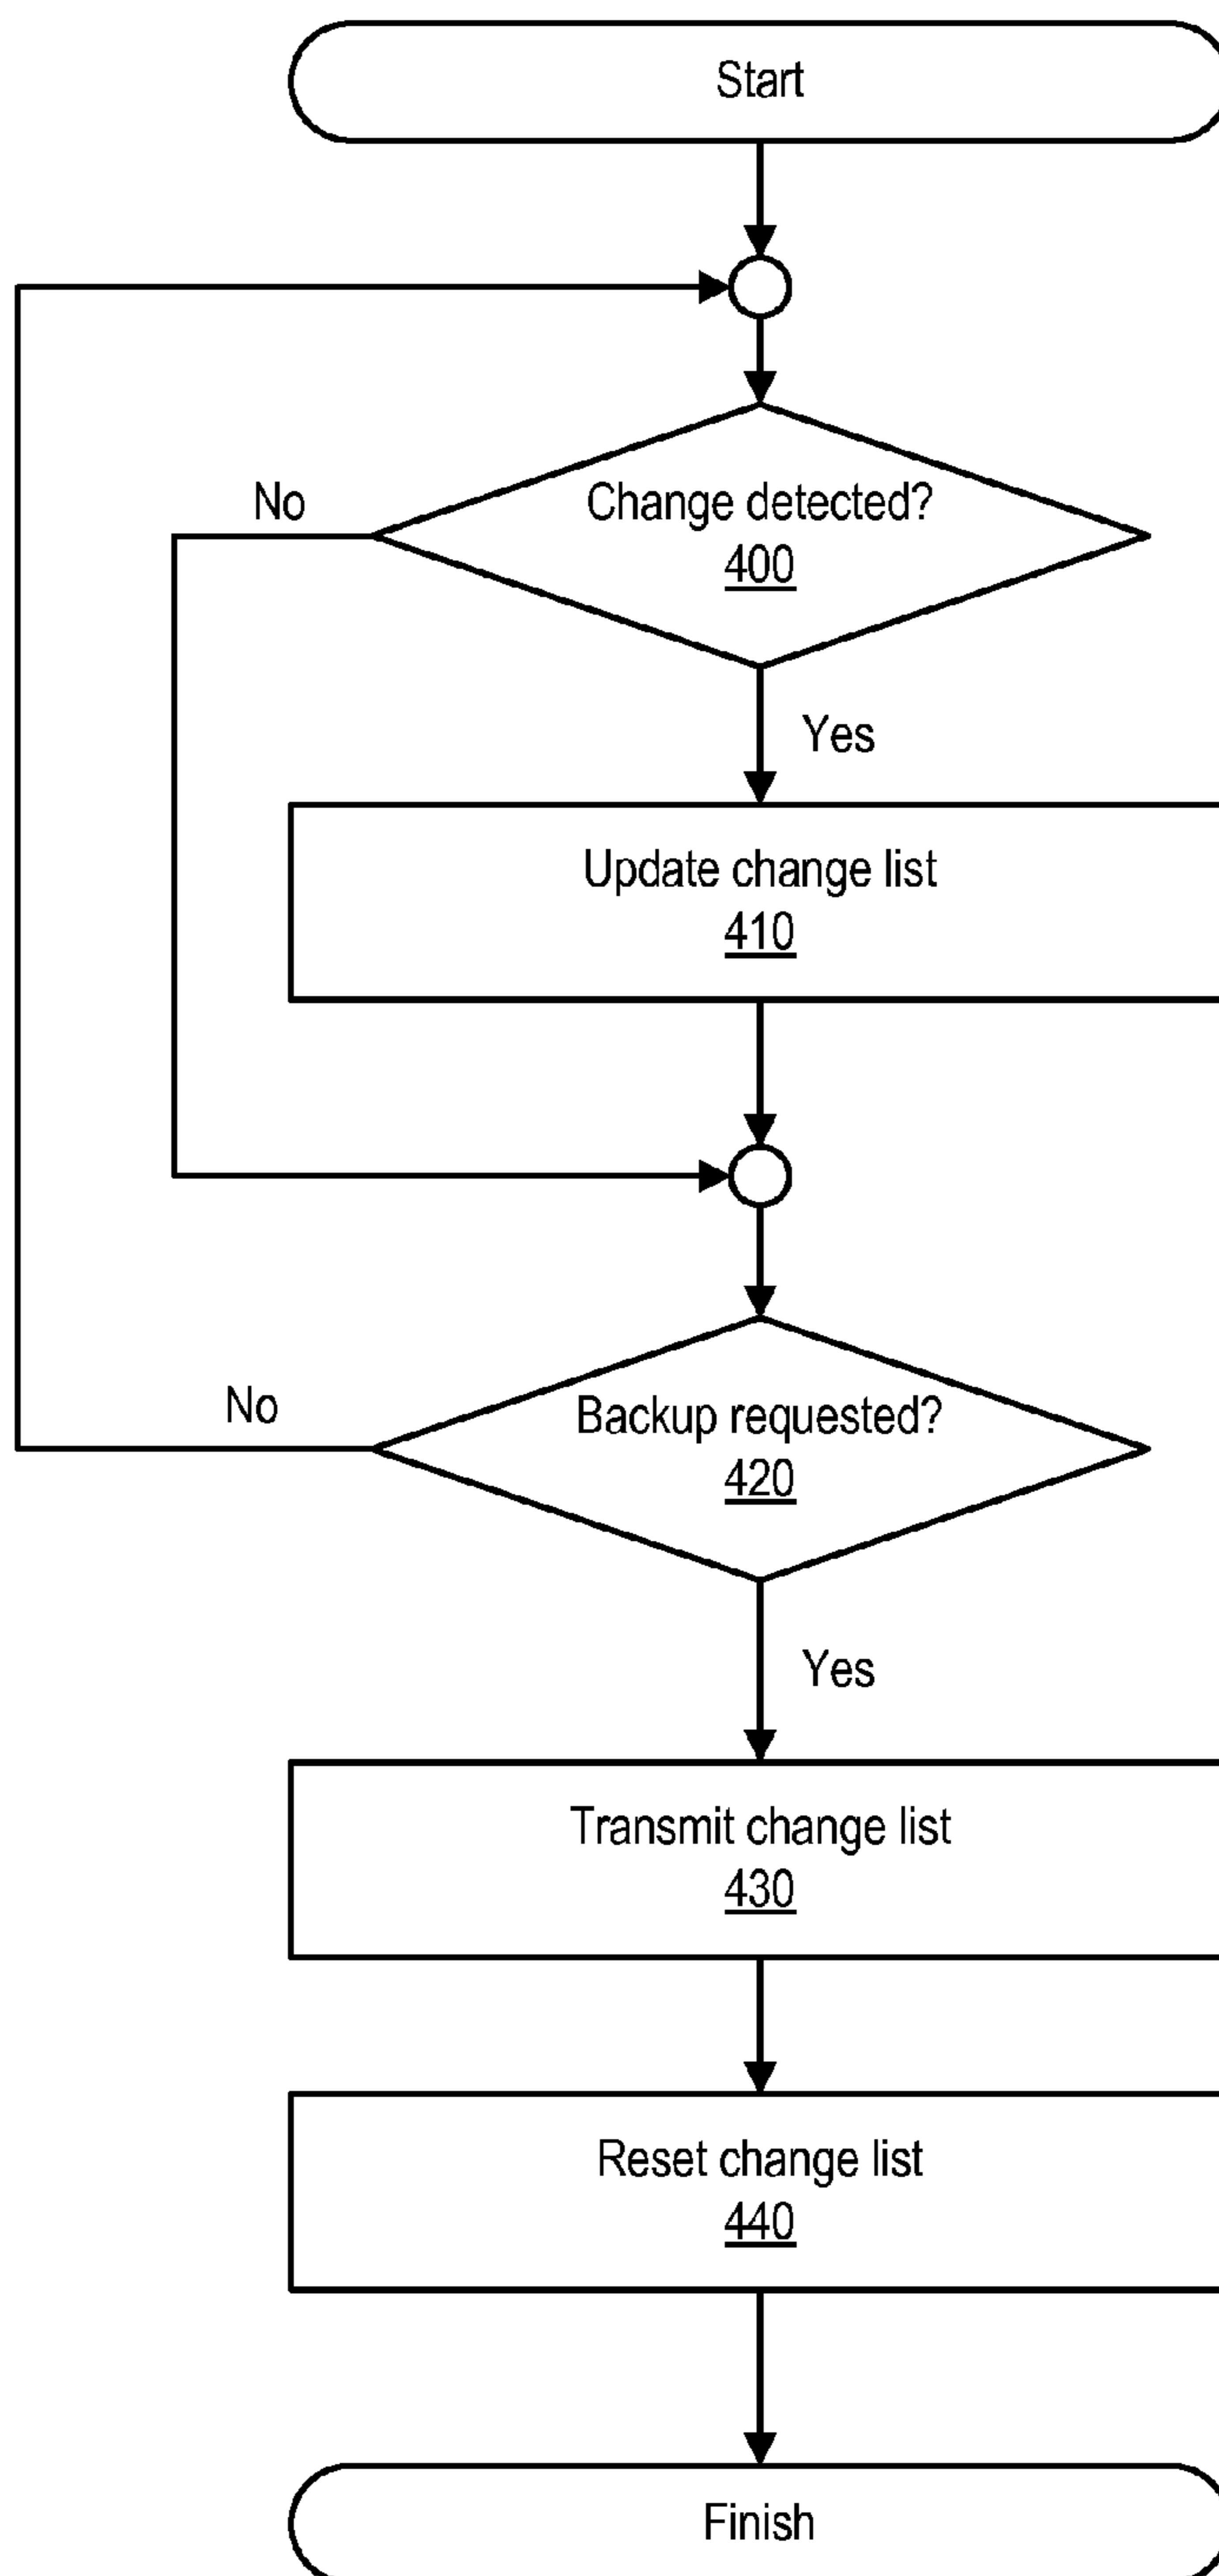 Start
No
Change detected?
400
Yes
Update change list
410
No
Backup requested?
420
Yes
Transmit change list
430
Reset change list
440
Finish